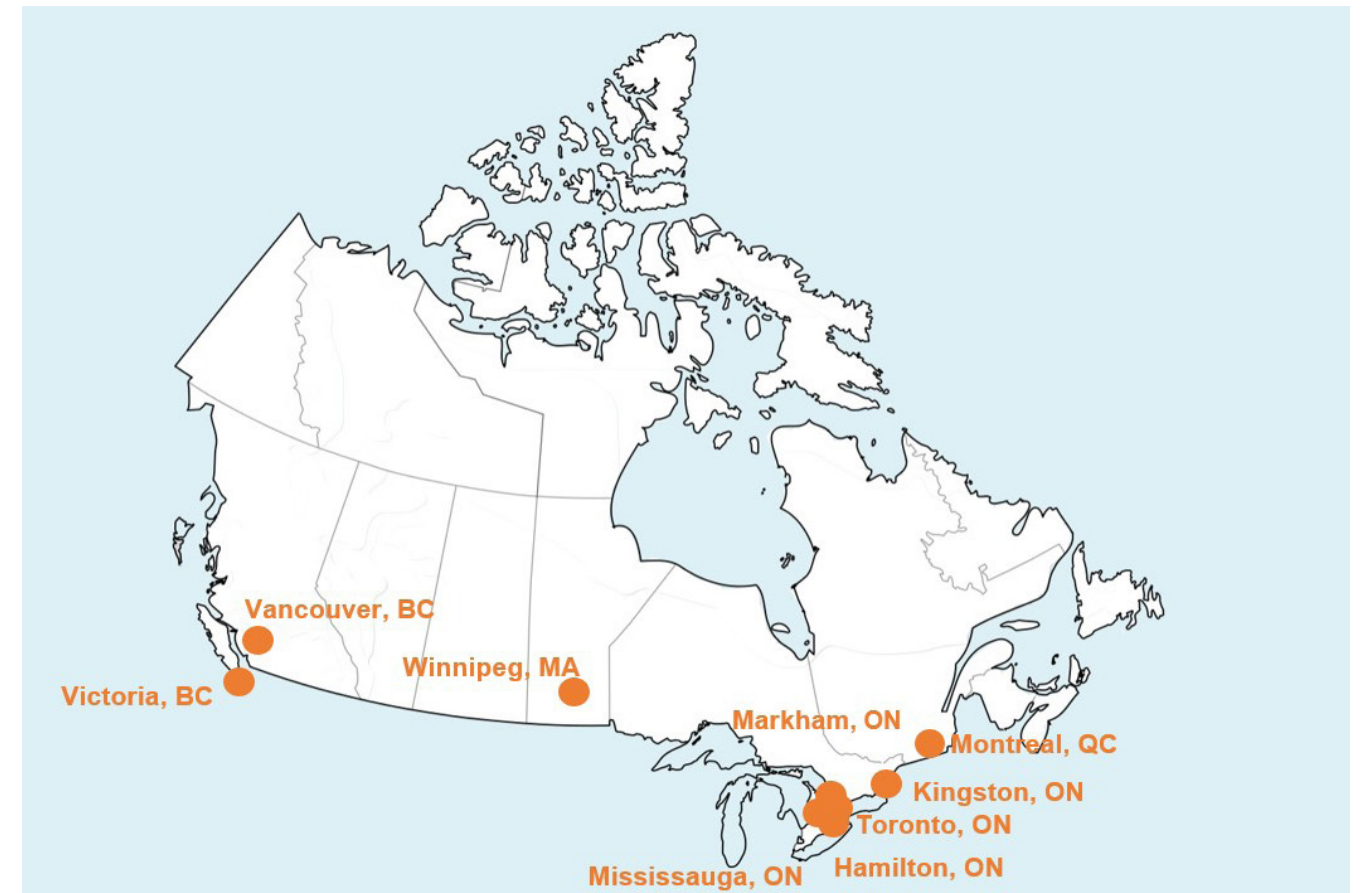 Vancouver, BC
Winnipeg, MA
Victoria, BC
Markham, ON
Montreal, QC
Kingston, ON
Toronto, ON
Hamilton, ON
Mississauga, ON